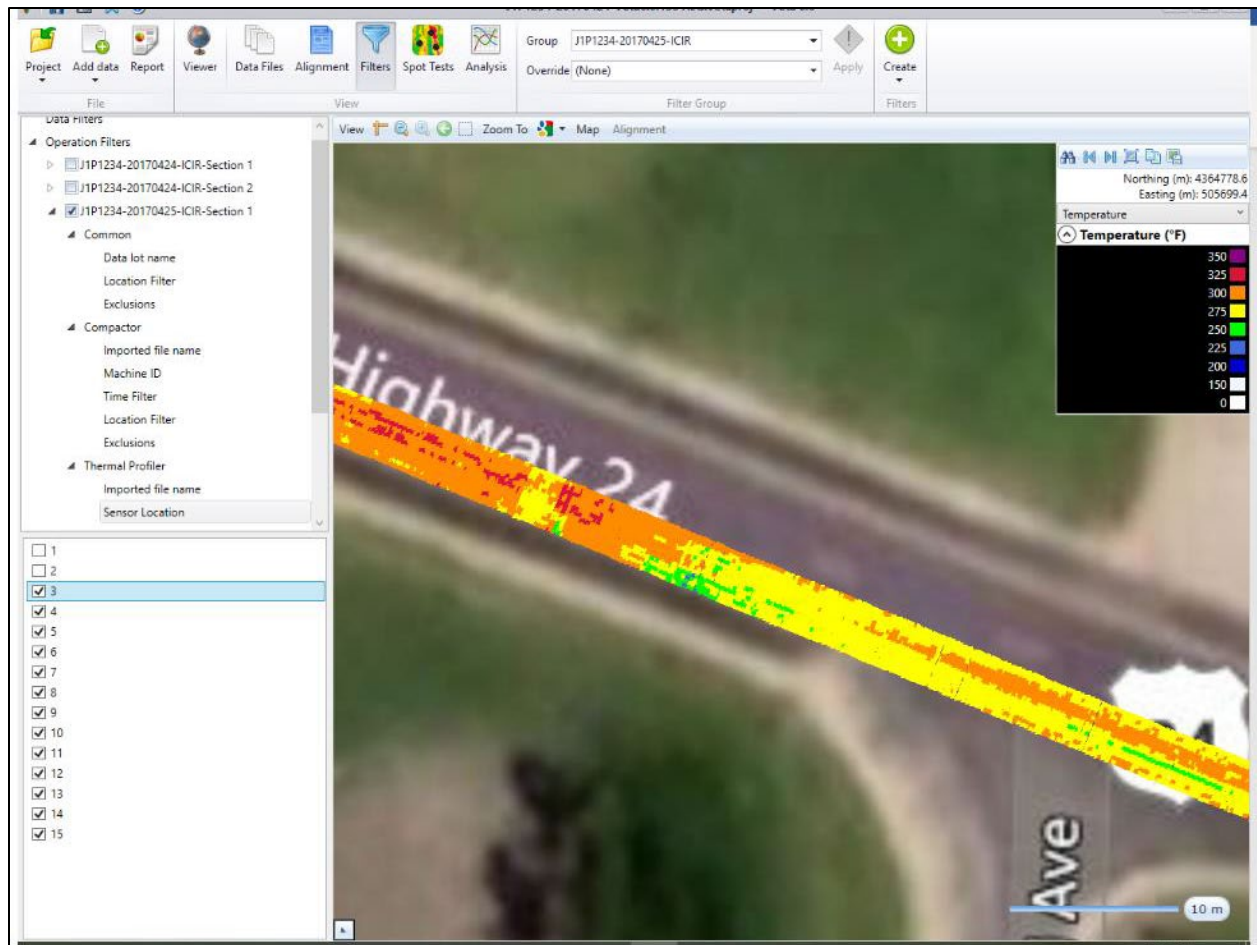 Project
Add data
Report
Viewer
Data Files
Alignment
Filters
Spot Tests
Analysis
Group J1P1234-20170425-ICIR
Override (None)
Apply
Create
File
View
Filter Group
Filters
Data Filters
Operation Filters
J1P1234-20170424-ICIR-Section 1
J1P1234-20170424-ICIR-Section 2
J1P1234-20170425-ICIR-Section 1
Common
Data lot name
Location Filter
Exclusions
Compactor
Imported file name
Machine ID
Time Filter
Location Filter
Exclusions
Thermal Profiler
Imported file name
Sensor Location
1
2
3
4
5
6
7
8
9
10
11
12
13
14
15
View
Zoom To
Map
Alignment
Northing (m): 4364778.6
Easting (m): 505699.4
Temperature
Temperature (°F)
350
325
300
275
250
225
200
150
0
Highway 24
Ave
10 m